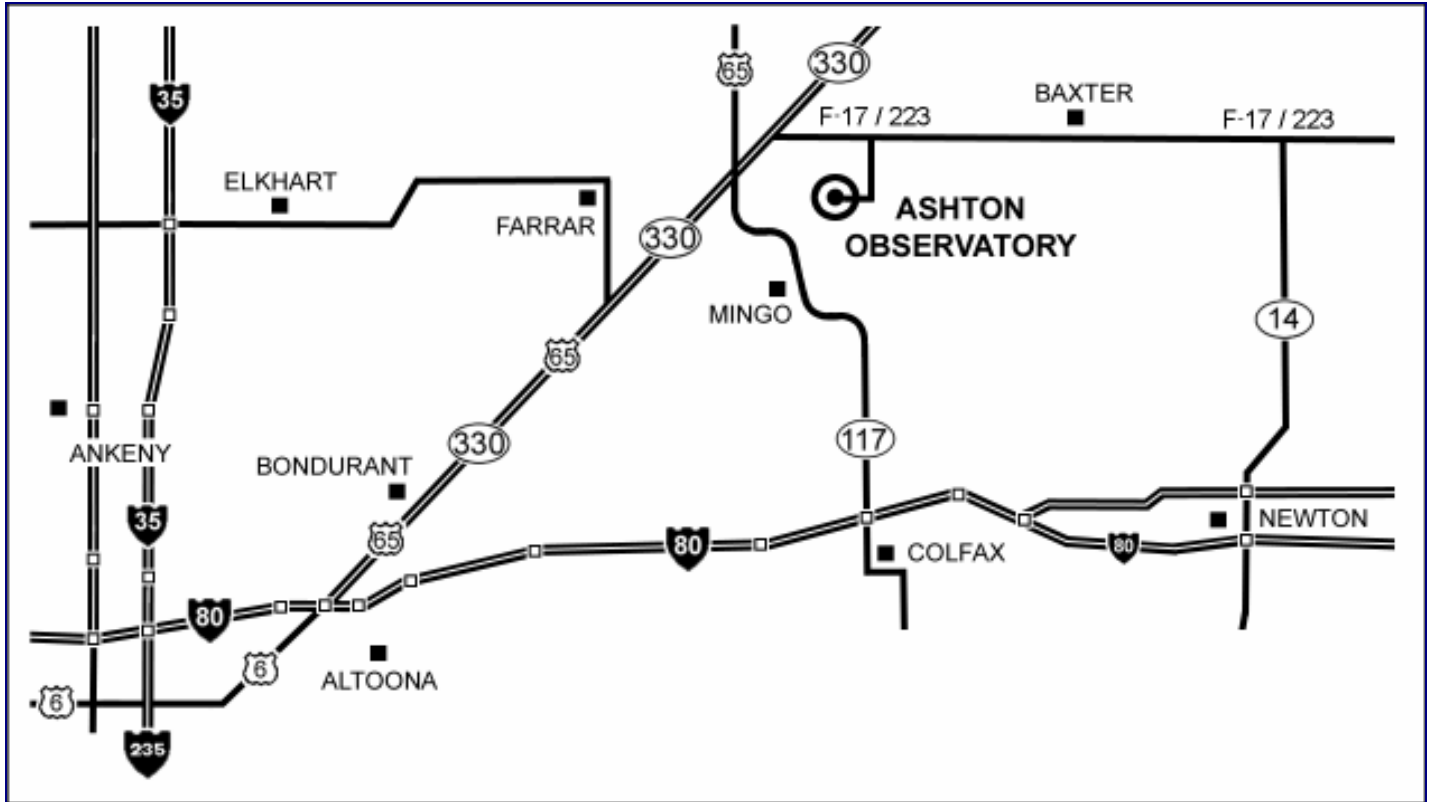 65
330
35
BAXTER
F-17 / 223
F-17 / 223
ELKHART
FARRAR
330
ASHTON
OBSERVATORY
MINGO
14
65
330
117
ANKENY
BONDURANT
35
65
80
80
COLFAX
NEWTON
80
80
6
ALTOONA
6
235